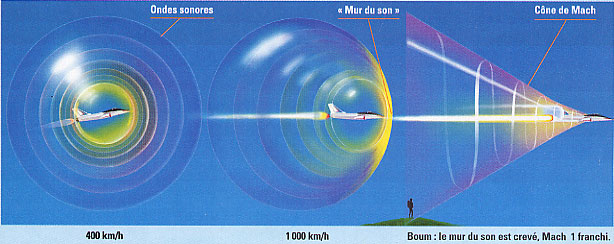 Ondes sonores
« Mur du son »
Cône de Mach
400 km/h
1 000 km/h
Boum : le mur du son est crevé, Mach 1 franchi.